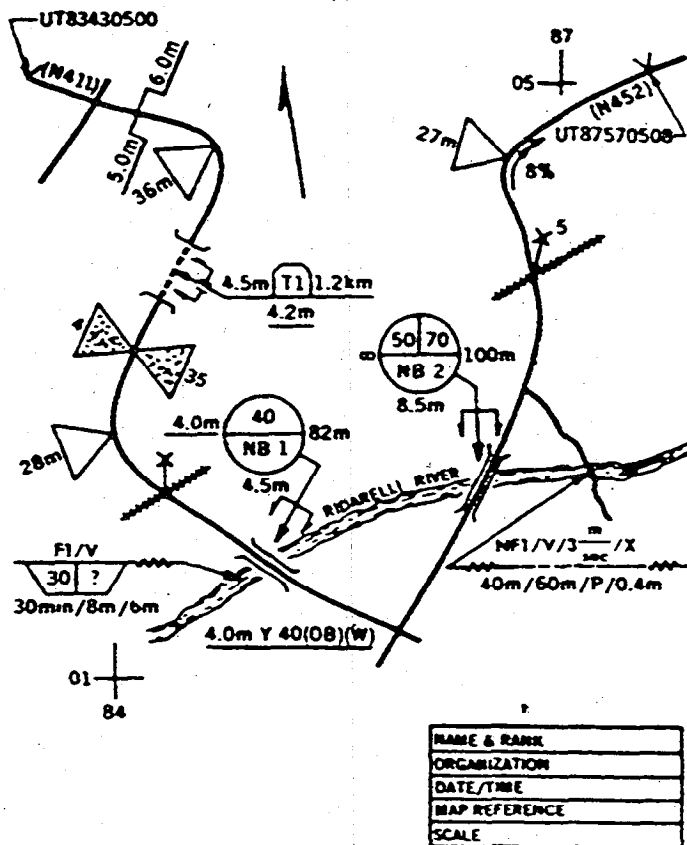 UT83430500
(N411)
6.0m
5.0m
36m
87
05
(N452)
UT87570508
27m
8%
5
4.5m T1 1.2km
4.2m
35
50 70
∞ NB 2 100m
8.5m
40
4.0m NB 1 82m
4.5m
28m
RIDARELLI RIVER
F1/V
30 ?
30min/8m/6m
NF1/V/3 m/sec /X
40m/60m/P/0.4m
4.0m Y 40(OB)(W)
01
84
NAME & RANK
ORGANIZATION
DATE/TIME
MAP REFERENCE
SCALE